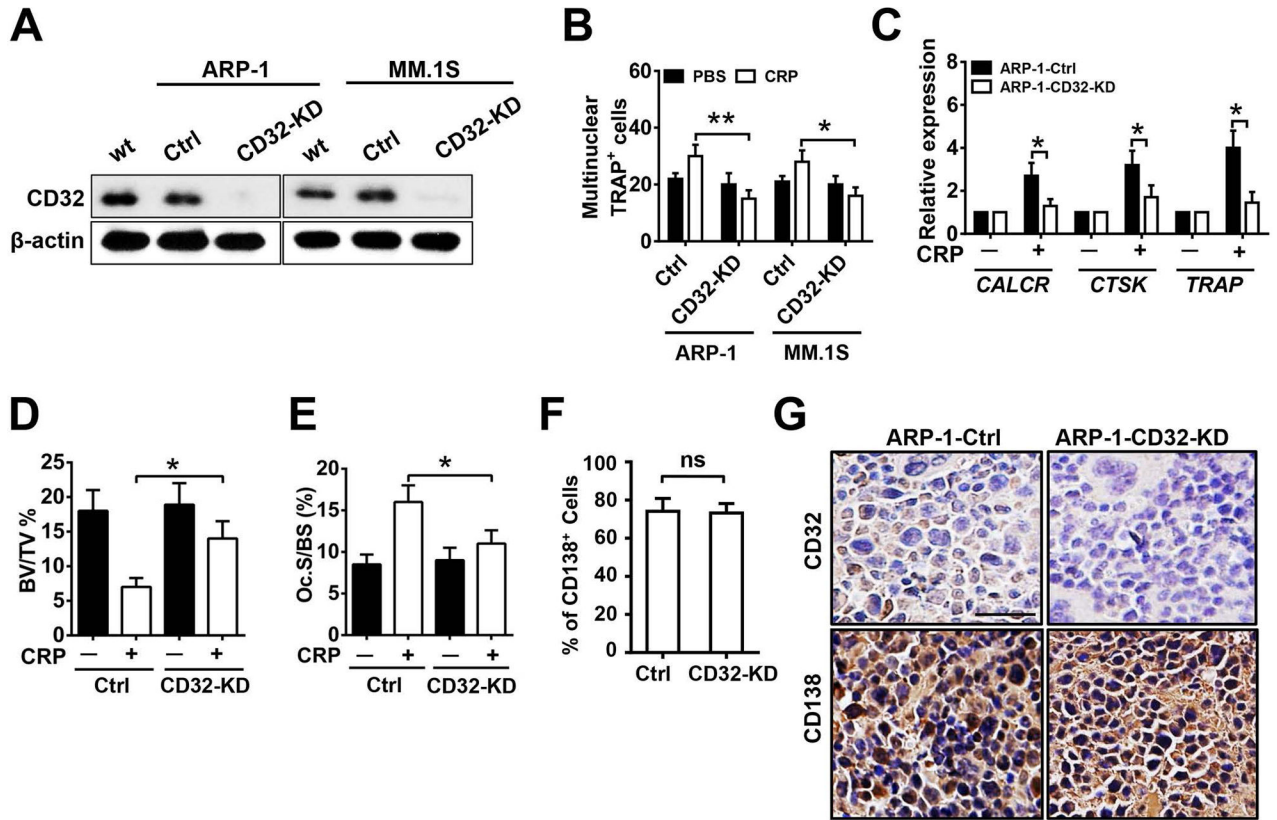 A
ARP-1
MM.1S
wt
Ctrl
CD32-KD
wt
Ctrl
CD32-KD
CD32
β-actin
B
PBS
CRP
Multinuclear
TRAP+ cells
60
40
20
0
**
*
Ctrl
CD32-KD
Ctrl
CD32-KD
ARP-1
MM.1S
C
ARP-1-Ctrl
ARP-1-CD32-KD
Relative expression
8
6
4
2
0
*
*
*
CRP
—
+
—
+
—
+
CALCR
CTSK
TRAP
D
BV/TV %
25
20
15
10
5
0
*
CRP
—
+
—
+
Ctrl
CD32-KD
E
Oc.S/BS (%)
20
15
10
5
0
*
CRP
—
+
—
+
Ctrl
CD32-KD
F
% of CD138+ Cells
100
80
60
40
20
0
ns
Ctrl
CD32-KD
G
ARP-1-Ctrl
ARP-1-CD32-KD
CD32
CD138